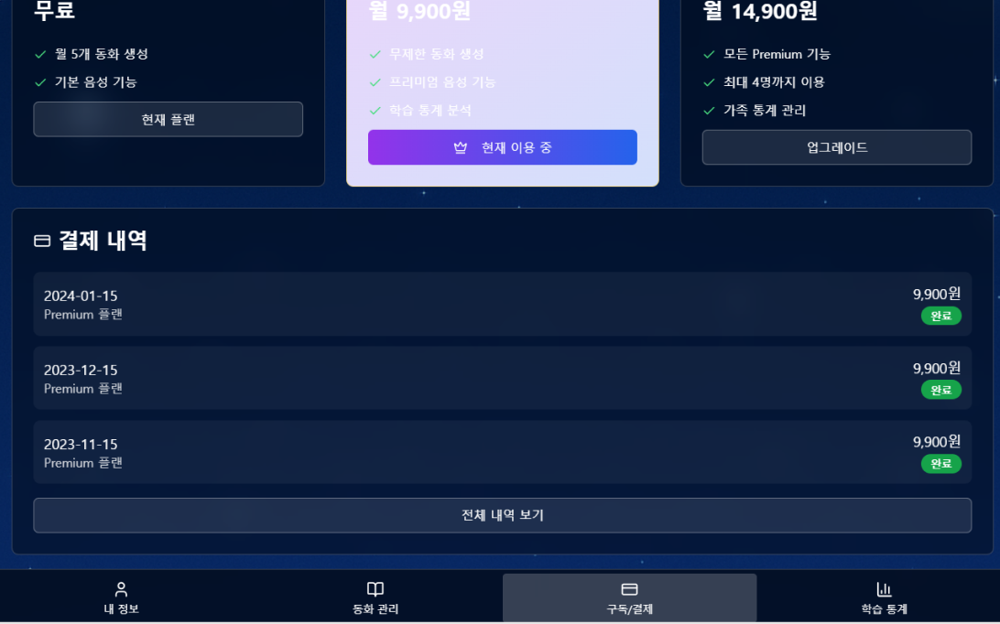 무료
월 5개 동화 생성
기본 음성 기능
현재 플랜
월 9,900원
무제한 동화 생성
프리미엄 음성 기능
학습 통계 분석
현재 이용 중
월 14,900원
모든 Premium 기능
최대 4명까지 이용
가족 통계 관리
업그레이드
결제 내역
2024-01-15
Premium 플랜
9,900원
완료
2023-12-15
Premium 플랜
9,900원
완료
2023-11-15
Premium 플랜
9,900원
완료
전체 내역 보기
내 정보
동화 관리
구독/결제
학습 통계